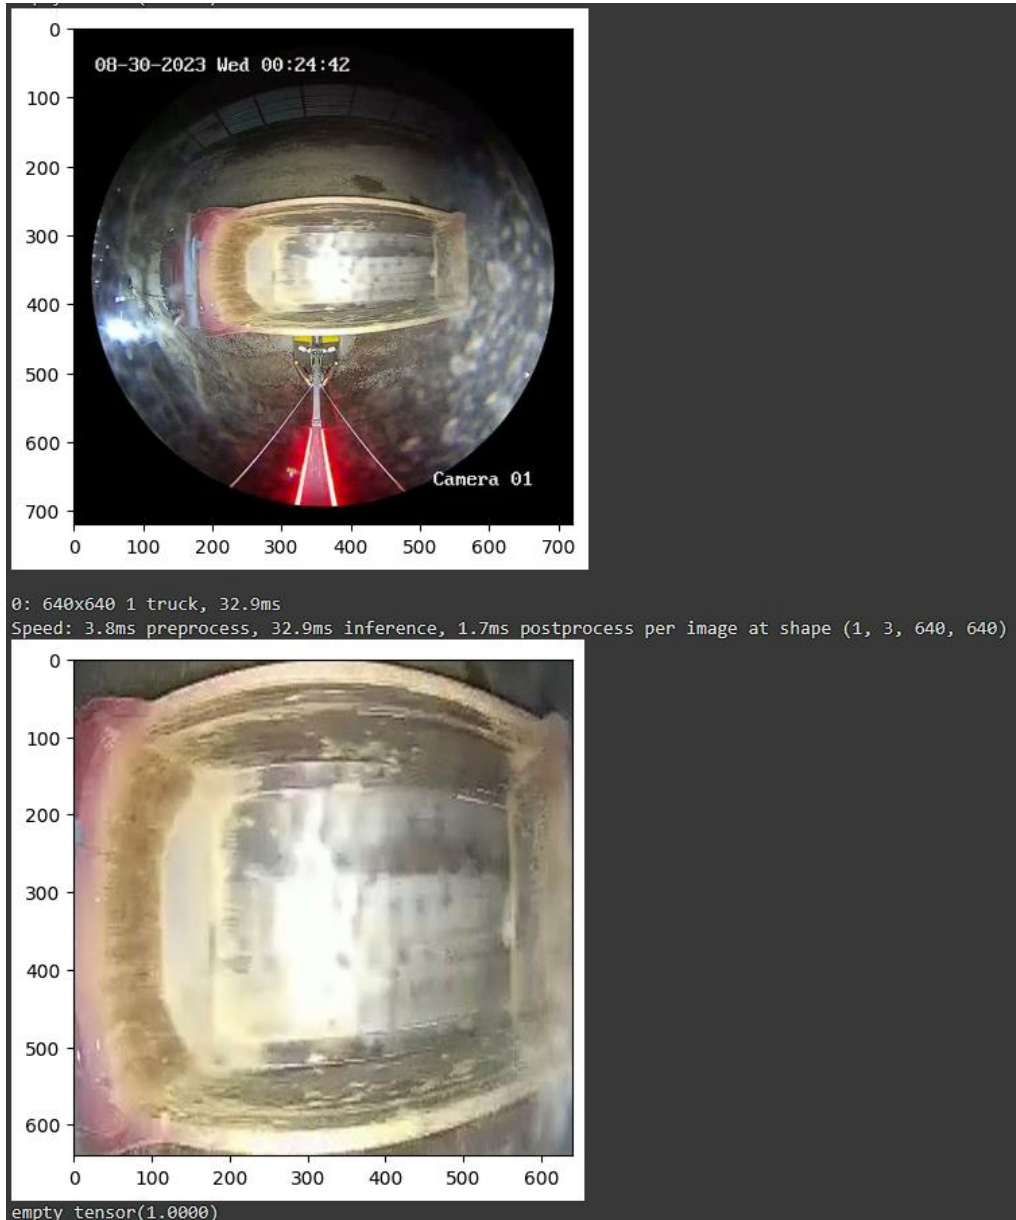 0
08-30-2023 Wed 00:24:42
100
200
300
400
500
600
Camera 01
700
0 100 200 300 400 500 600 700
0: 640x640 1 truck, 32.9ms
Speed: 3.8ms preprocess, 32.9ms inference, 1.7ms postprocess per image at shape (1, 3, 640, 640)
0
100
200
300
400
500
600
0 100 200 300 400 500 600
empty tensor(1.0000)